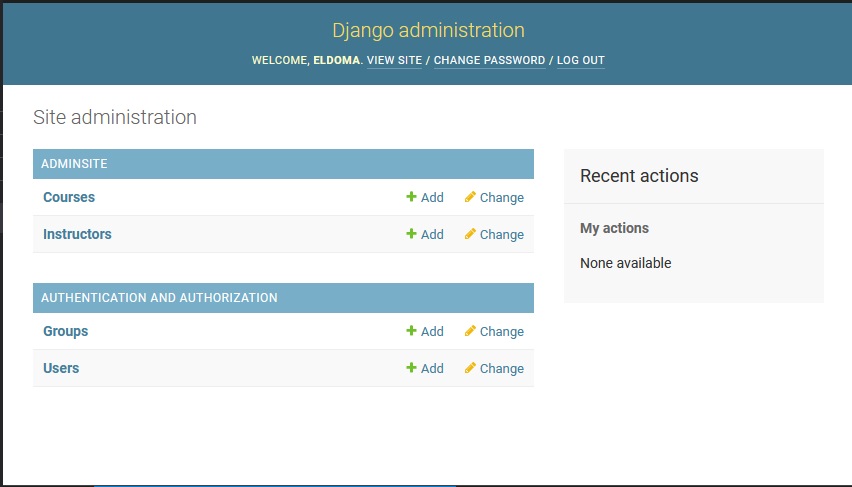 Django administration
WELCOME, ELDOMA. VIEW SITE / CHANGE PASSWORD / LOG OUT
Site administration
ADMINSITE
Courses Add Change
Instructors Add Change
AUTHENTICATION AND AUTHORIZATION
Groups Add Change
Users Add Change
Recent actions
My actions
None available